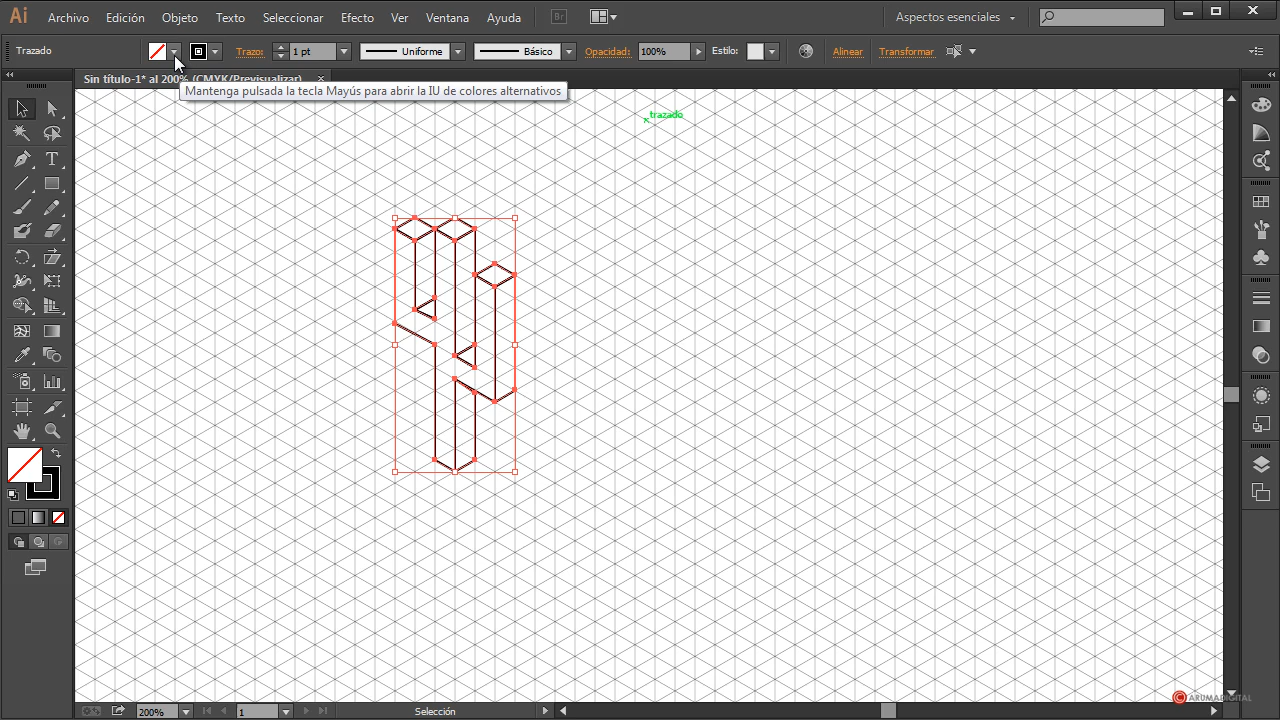 Ai Archivo Edición Objeto Texto Seleccionar Efecto Ver Ventana Ayuda Br Aspectos esenciales
Trazado Trazo: 1 pt Uniforme Básico Opacidad: 100% Estilo: Alinear Transformar
Sin título-1* al 200% (CMYK/Previsualizar) ×
Mantenga pulsada la tecla Mayús para abrir la IU de colores alternativos
trazado
T
© ARUMADIGITAL
200% 1 Selección